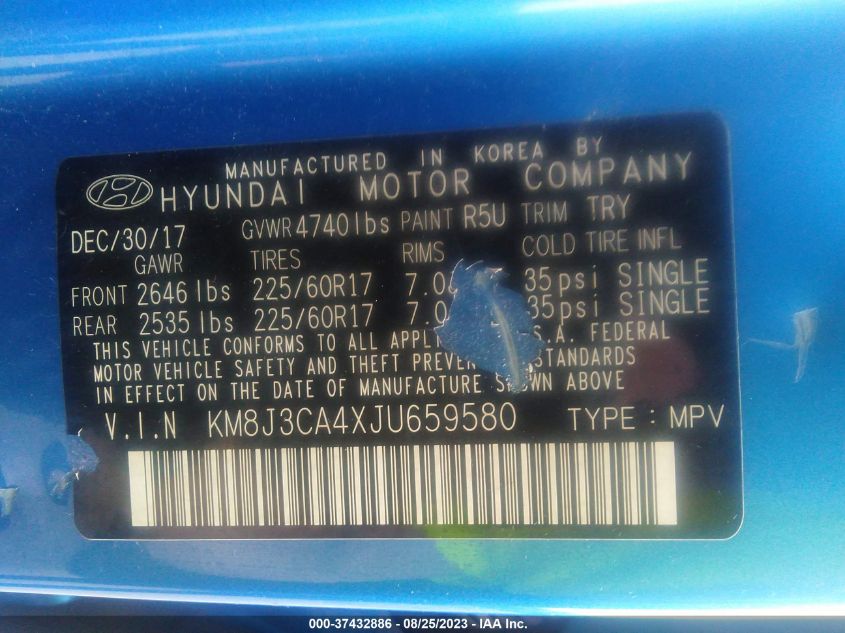 MANUFACTURED IN KOREA BY
HYUNDAI MOTOR COMPANY
DEC/30/17 GVWR 4740lbs PAINT R5U TRIM TRY
GAWR TIRES RIMS COLD TIRE INFL
FRONT 2646 lbs 225/60R17 35psi SINGLE
REAR 2535 lbs 225/60R17 35psi SINGLE
THIS VEHICLE CONFORMS TO ALL FEDERAL
MOTOR VEHICLE SAFETY AND THEFT STANDARDS
IN EFFECT ON THE DATE OF MANUFACTURE SHOWN ABOVE
V.I.N KM8J3CA4XJU659580 TYPE : MPV
000-37432886 - 08/25/2023 - IAA Inc.